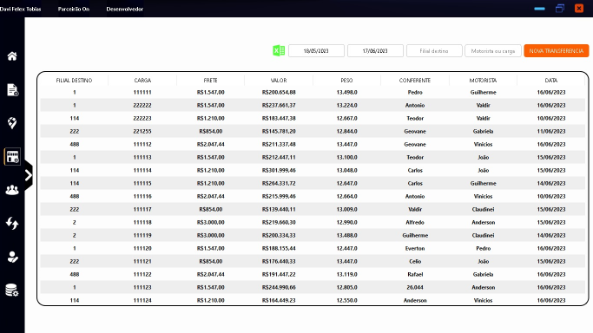 Davi Felex Tobias Parceirão On Desenvolvedor
18/05/2023 17/06/2023 Filial destino Motorista ou carga NOVA TRANSFERENCIA
FILIAL DESTINO CARGA FRETE VALOR PESO CONFERENTE MOTORISTA DATA
1 111111 R$1.547,00 R$200.654,88 13.498,0 Pedro Guilherme 16/06/2023
1 222222 R$1.547,00 R$237.661,37 13.224,0 Antonio Valdir 16/06/2023
114 222223 R$1.210,00 R$183.447,38 12.667,0 Teodor Valdir 10/06/2023
222 221255 R$854,00 R$145.781,20 12.844,0 Geovane Gabriela 11/06/2023
488 111112 R$2.047,44 R$211.337,48 13.447,0 Geovane Vinicios 16/06/2023
1 111113 R$1.547,00 R$212.447,11 13.100,0 Teodor João 15/06/2023
114 111114 R$1.210,00 R$301.999,46 13.048,0 Carlos João 15/06/2023
114 111115 R$1.210,00 R$264.331,72 12.647,0 Carlos Guilherme 14/06/2023
488 111116 R$2.047,44 R$215.999,46 12.664,0 Antonio Vinicios 10/06/2023
222 111117 R$854,00 R$139.440,11 13.009,0 Valdir Claudinei 15/06/2023
2 111118 R$3.000,00 R$219.660,30 12.990,0 Alfredo Anderson 15/06/2023
2 111119 R$3.000,00 R$200.334,33 13.488,0 Guilherme Claudinei 14/06/2023
1 111120 R$1.547,00 R$188.155,44 12.447,0 Everton Pedro 16/06/2023
222 111121 R$854,00 R$176.440,33 13.447,0 Celio João 15/06/2023
488 111122 R$2.047,44 R$191.447,22 13.119,0 Rafael Gabriela 16/06/2023
1 111123 R$1.547,00 R$244.990,66 12.805,0 26.044 Anderson 16/06/2023
114 111124 R$1.210,00 R$164.449,23 12.550,0 Anderson Vinicios 16/06/2023